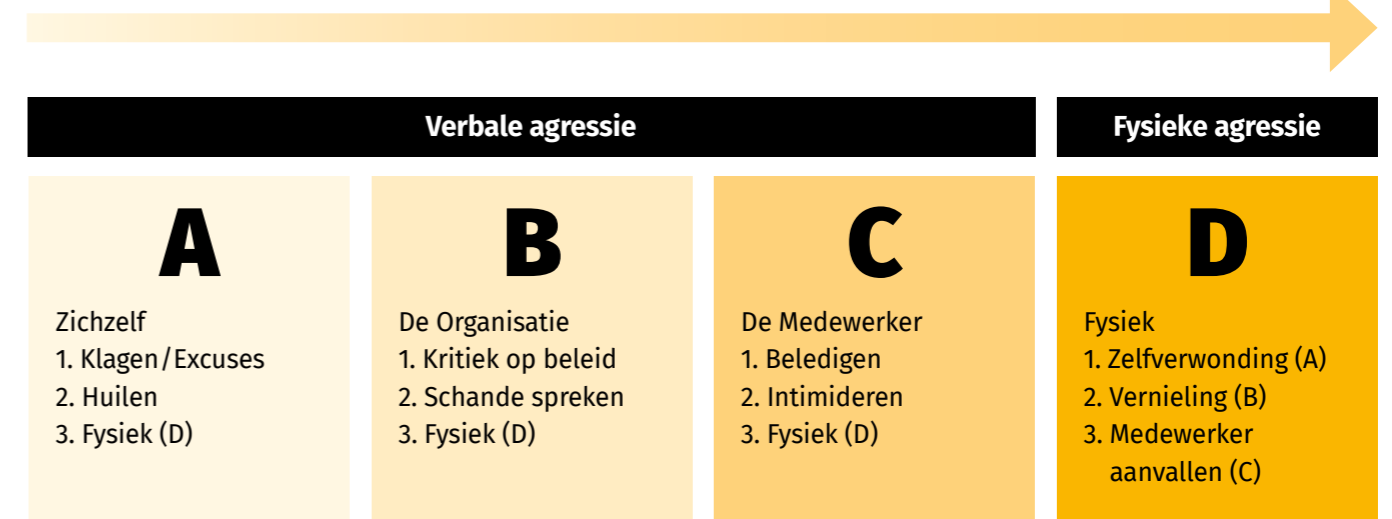 Verbale agressie
Fysieke agressie
A
Zichzelf
1. Klagen/Excuses
2. Huilen
3. Fysiek (D)
B
De Organisatie
1. Kritiek op beleid
2. Schande spreken
3. Fysiek (D)
C
De Medewerker
1. Beledigen
2. Intimideren
3. Fysiek (D)
D
Fysiek
1. Zelfverwonding (A)
2. Vernieling (B)
3. Medewerker
aanvallen (C)